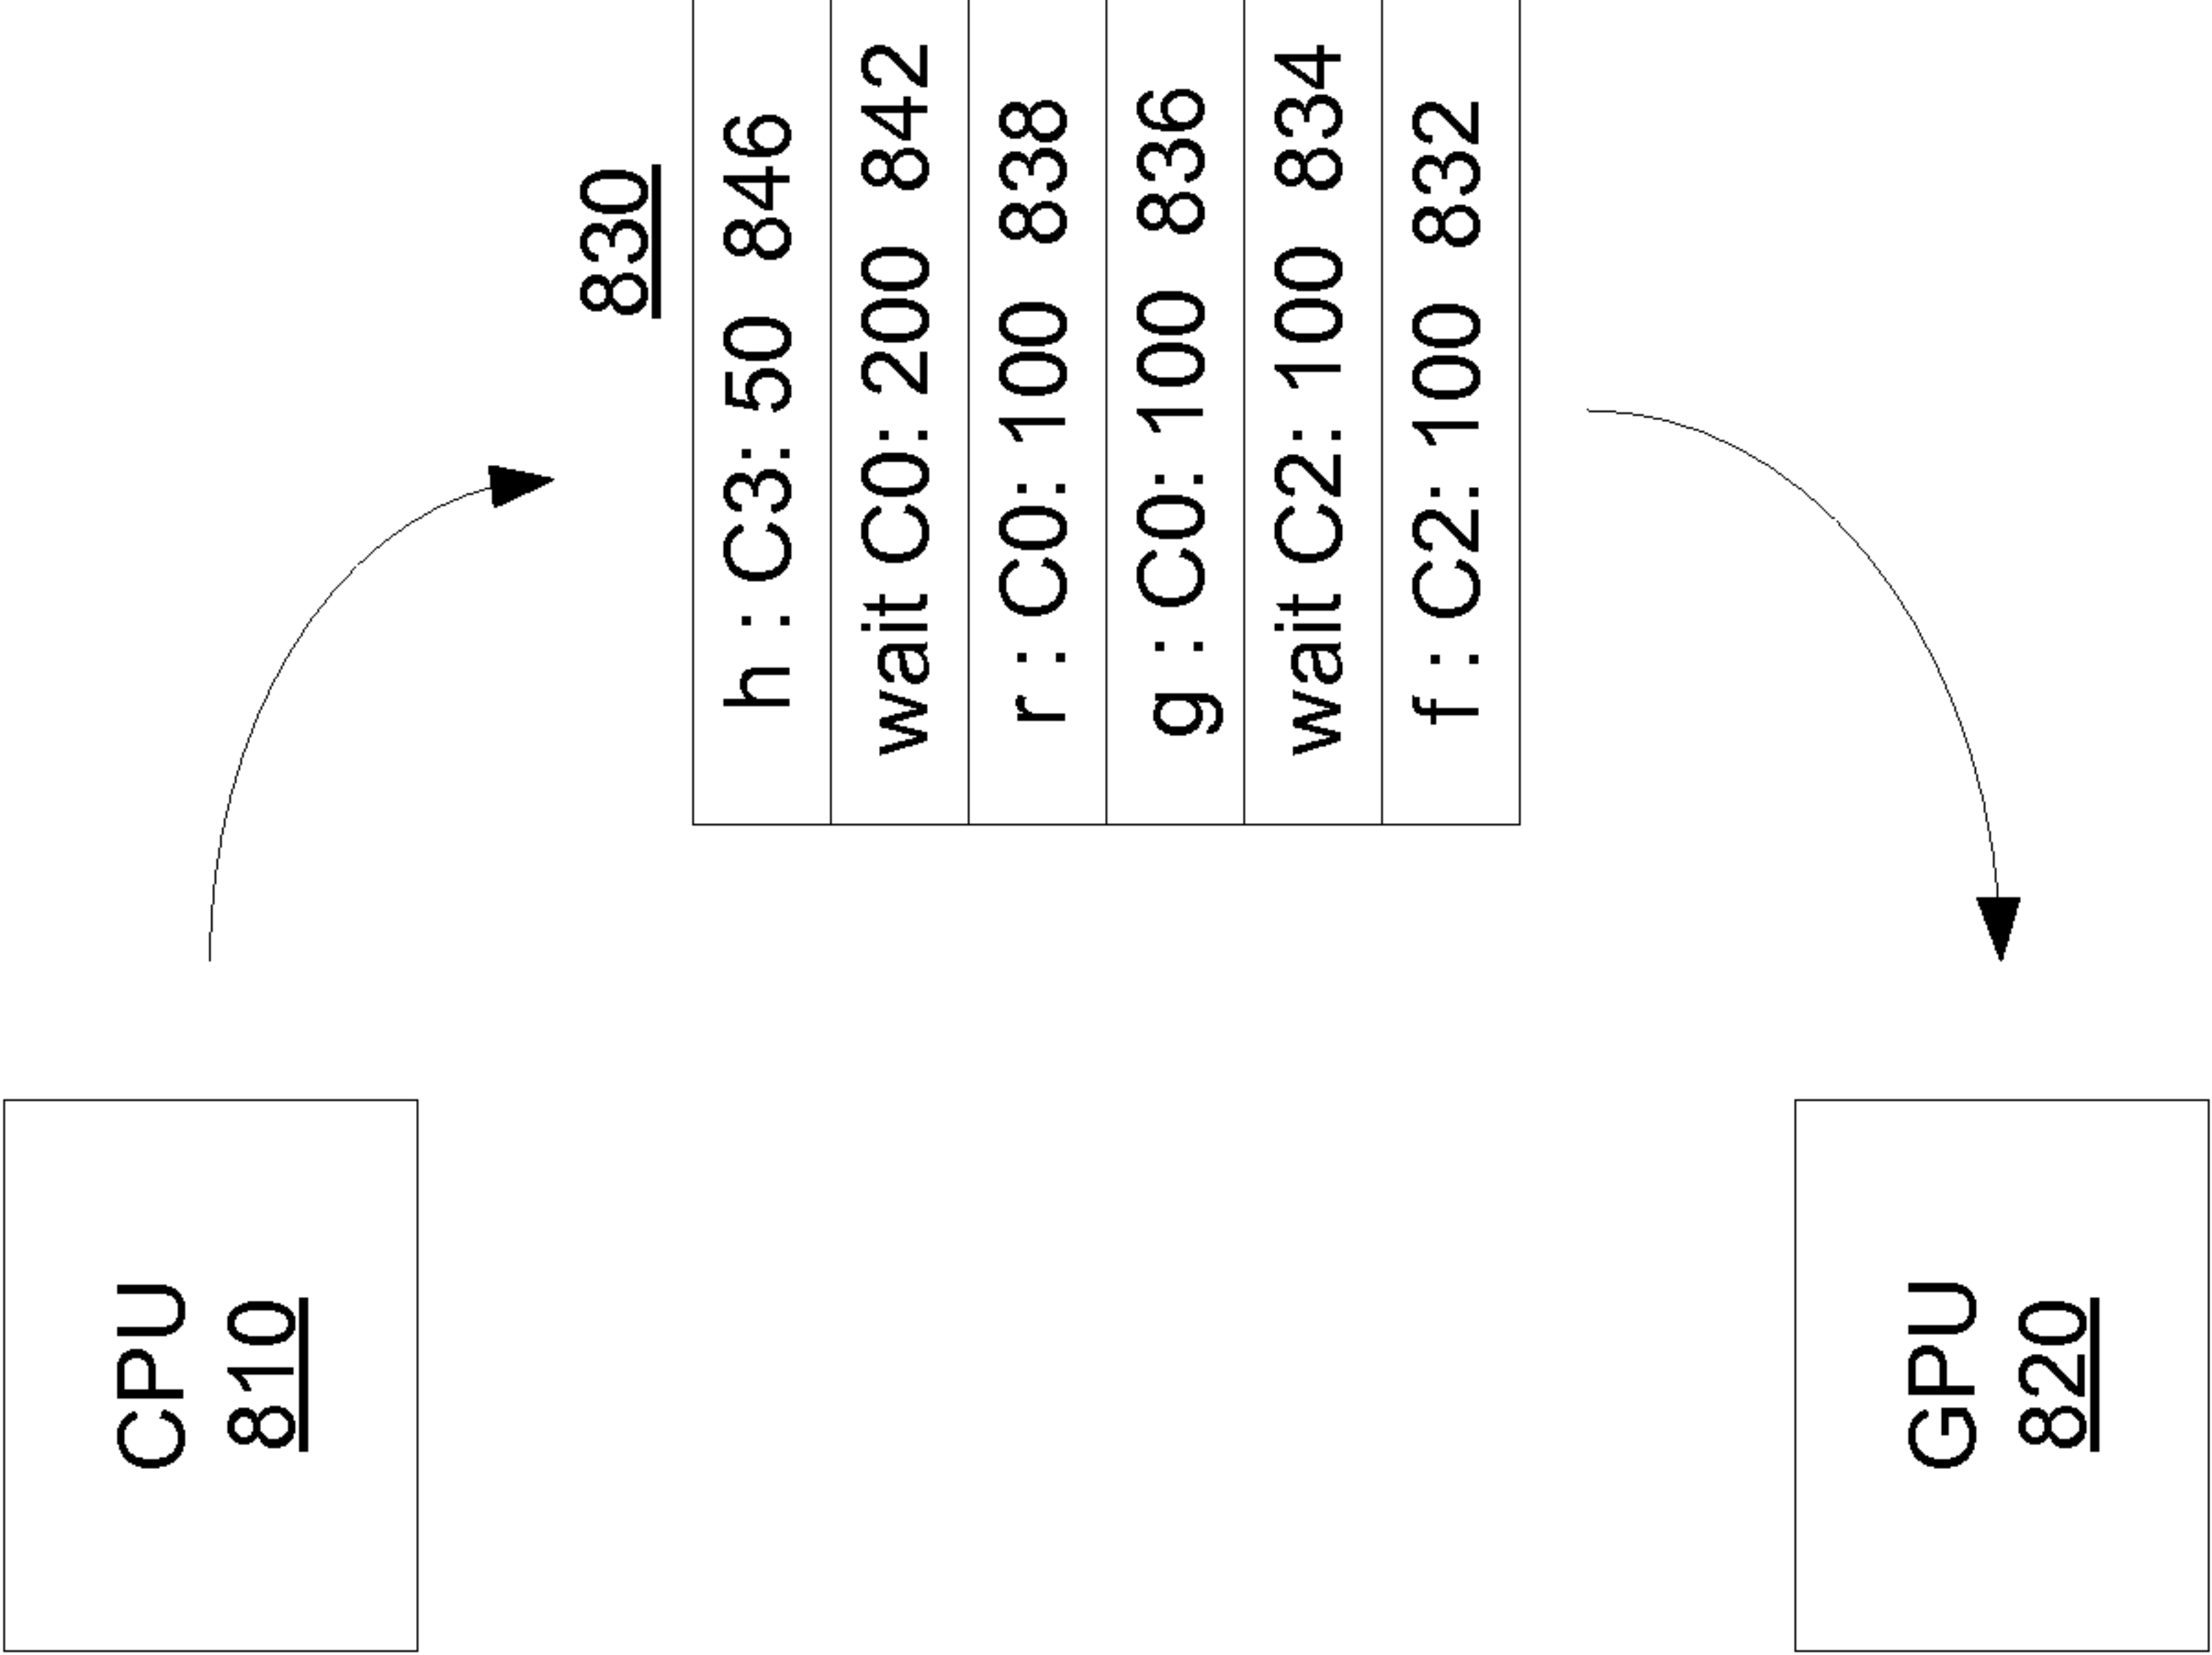 CPU
810
830
h : C3: 50 846
wait C0: 200 842
r : C0: 100 838
g : C0: 100 836
wait C2: 100 834
f : C2: 100 832
GPU
820